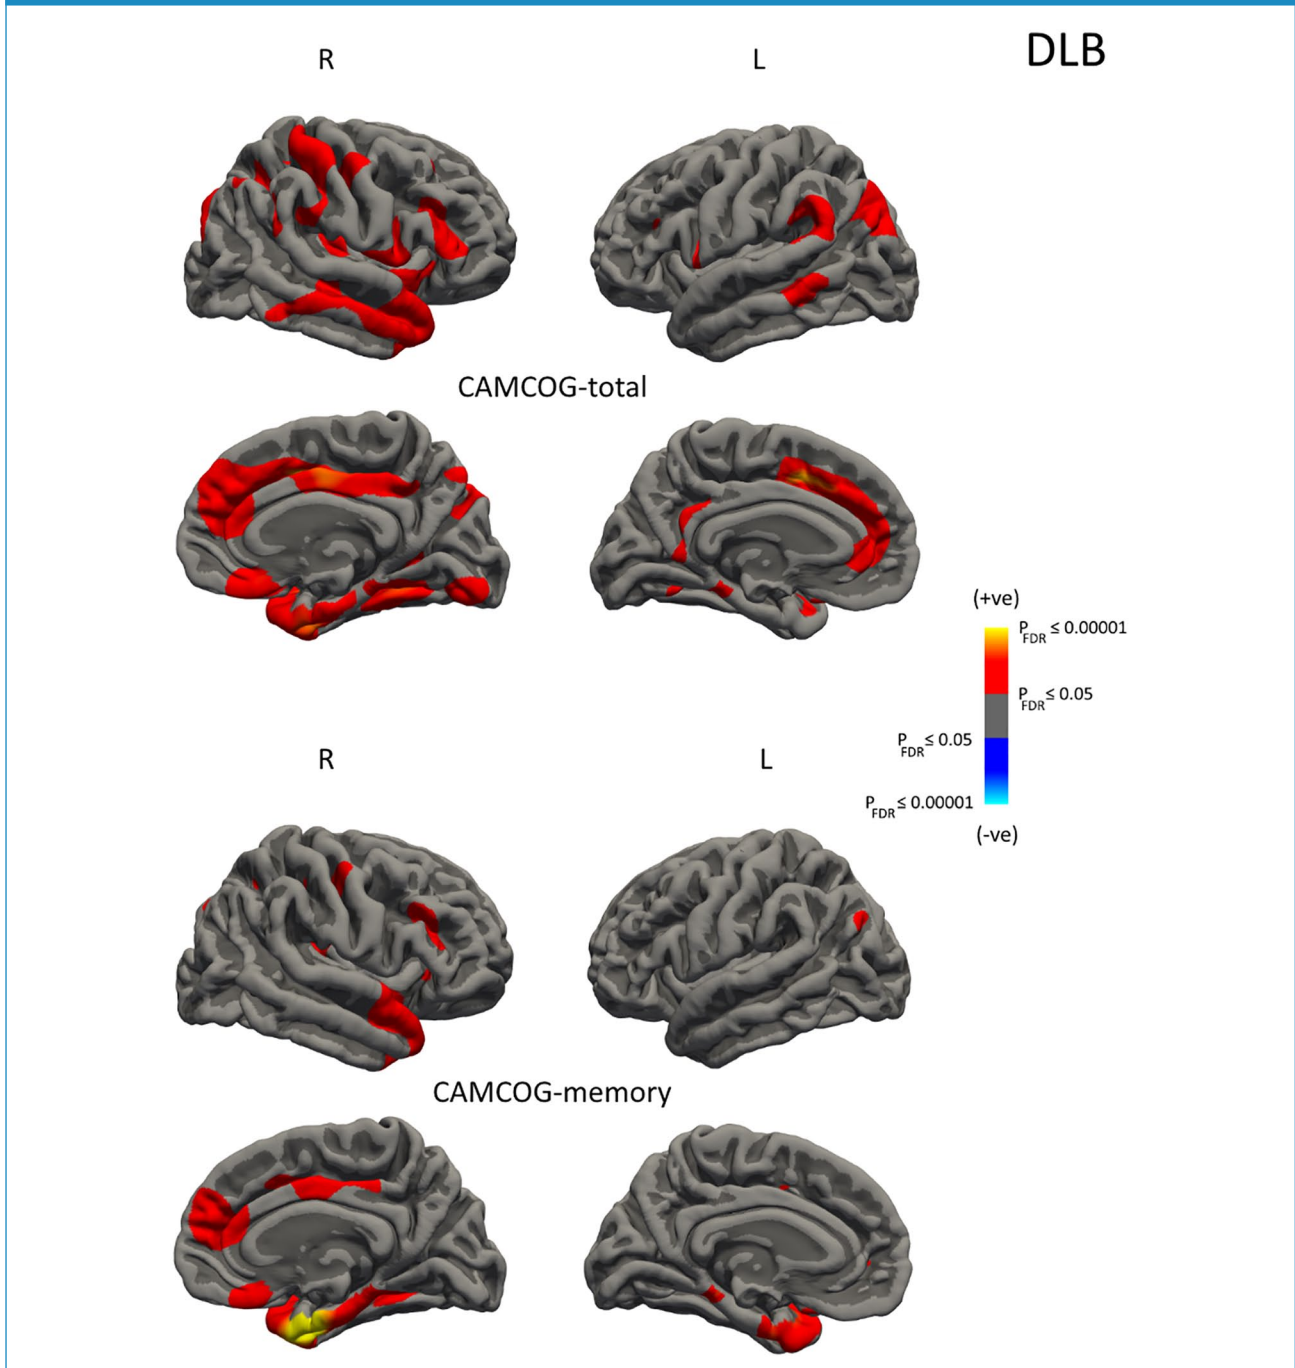 DLB
R L
CAMCOG-total
(+ve)
PFDR ≤ 0.00001
PFDR ≤ 0.05
PFDR ≤ 0.05
PFDR ≤ 0.00001
(-ve)
R L
CAMCOG-memory